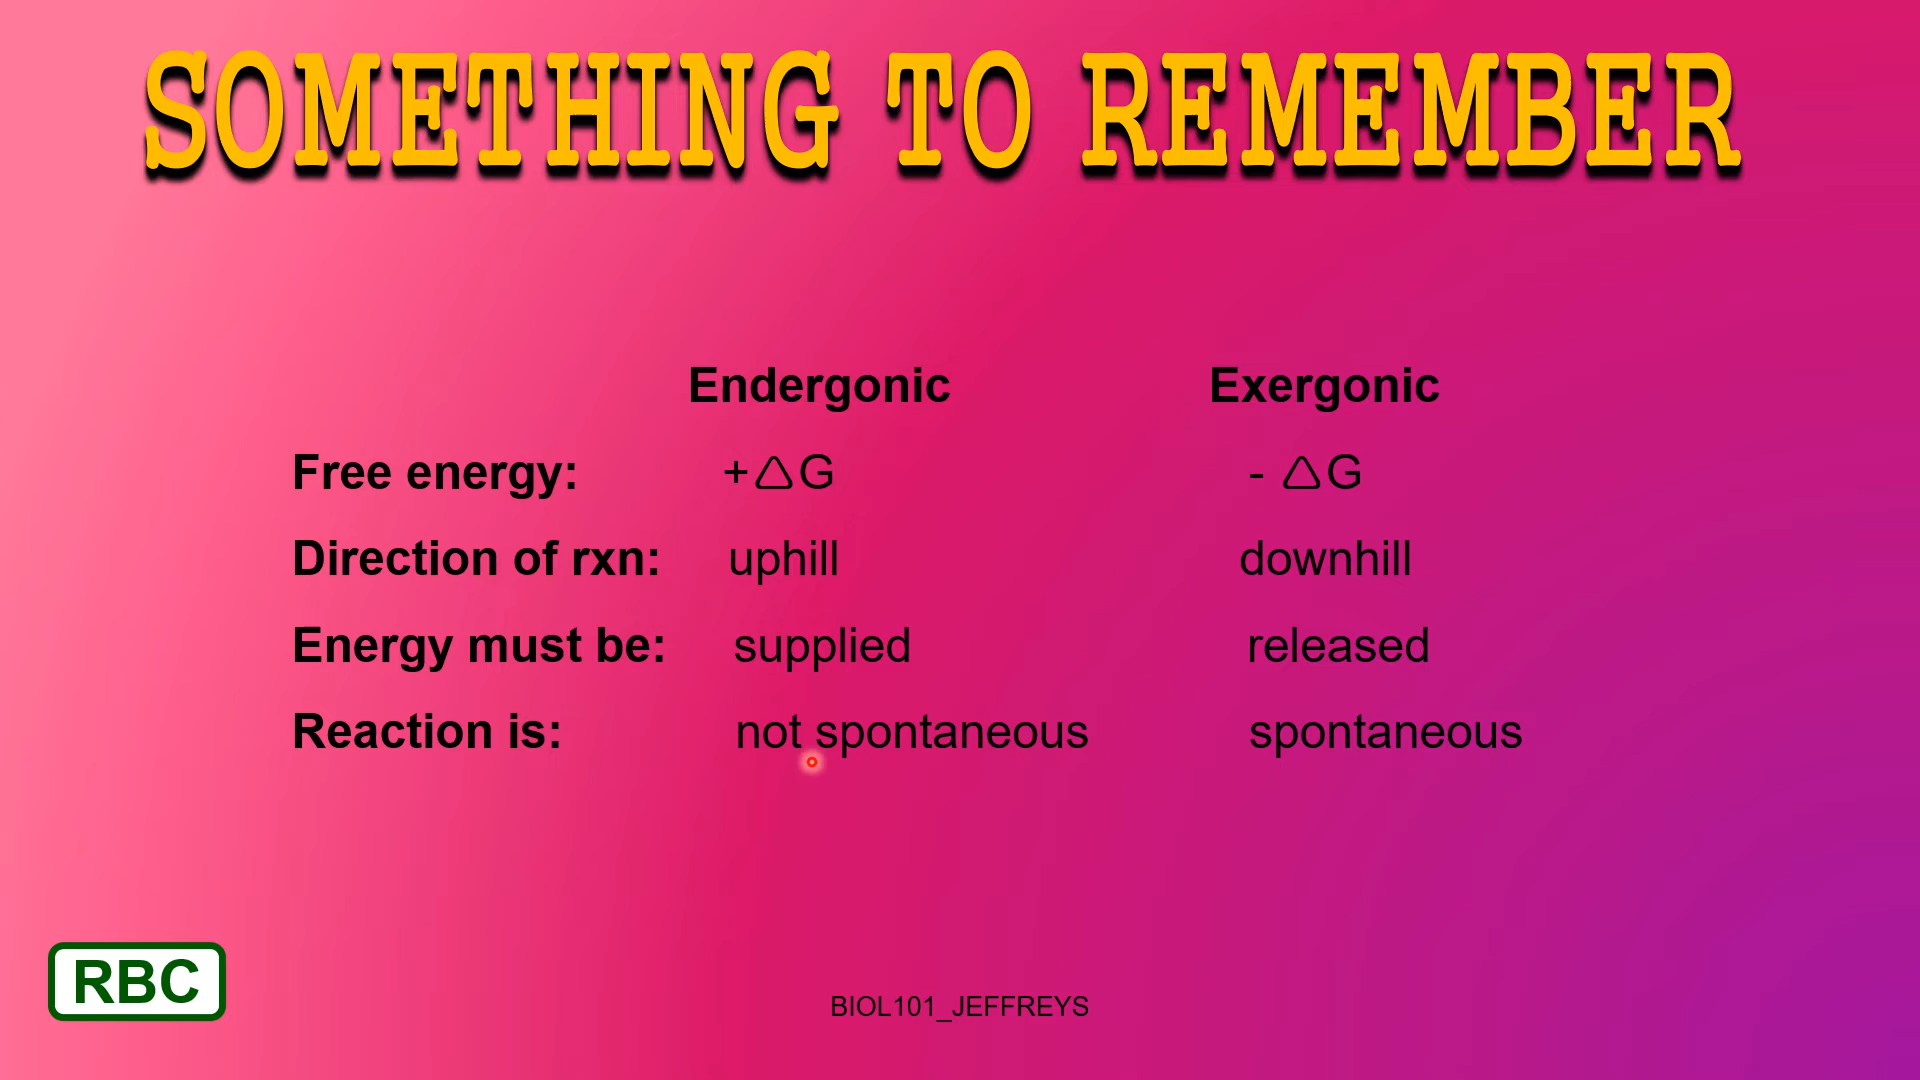 SOMETHING TO REMEMBER
Endergonic Exergonic
Free energy: +△G - △G
Direction of rxn: uphill downhill
Energy must be: supplied released
Reaction is: not spontaneous spontaneous
RBC
BIOL101_JEFFREYS